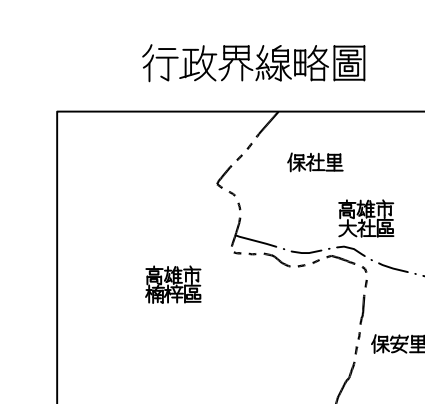 行政界線略圖
保社里
高雄市
大社區
高雄市
楠梓區
保安里